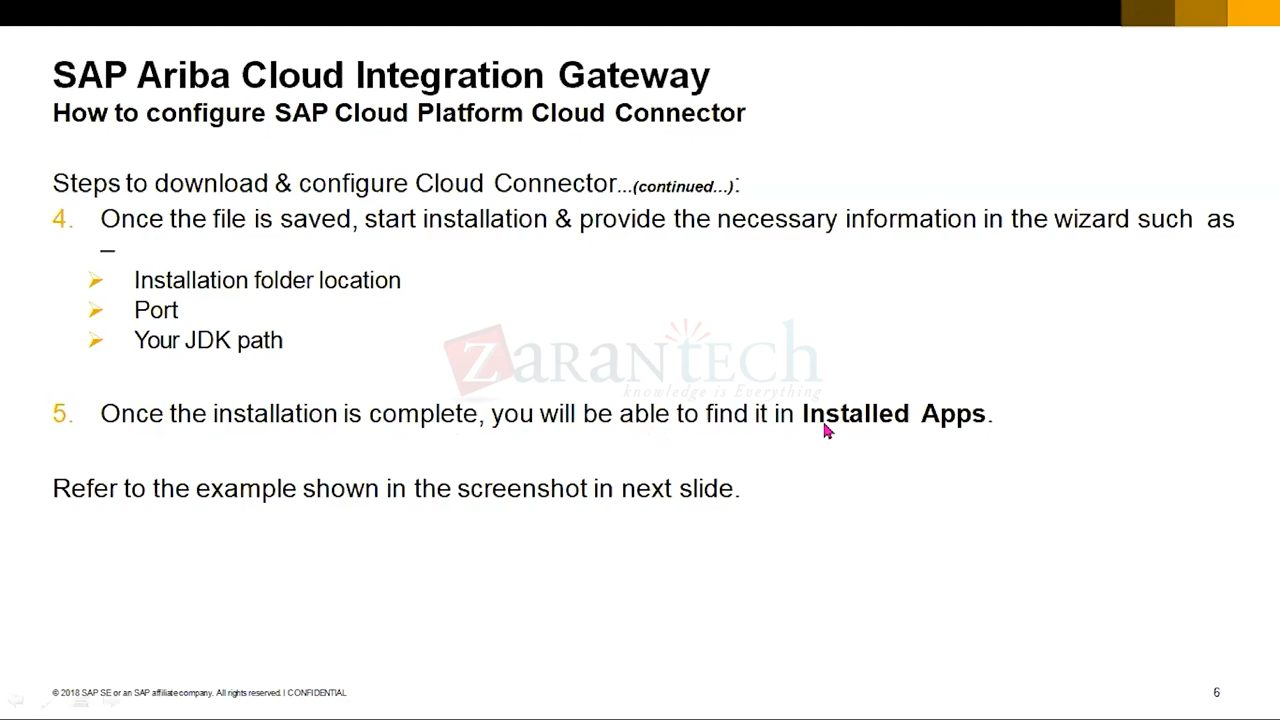 SAP Ariba Cloud Integration Gateway
How to configure SAP Cloud Platform Cloud Connector
Steps to download & configure Cloud Connector...(continued...):
4. Once the file is saved, start installation & provide the necessary information in the wizard such as
–
Installation folder location
Port
Your JDK path
ZaranTech
knowledge is Everything
5. Once the installation is complete, you will be able to find it in Installed Apps.
Refer to the example shown in the screenshot in next slide.
© 2018 SAP SE or an SAP affiliate company. All rights reserved. I CONFIDENTIAL
6